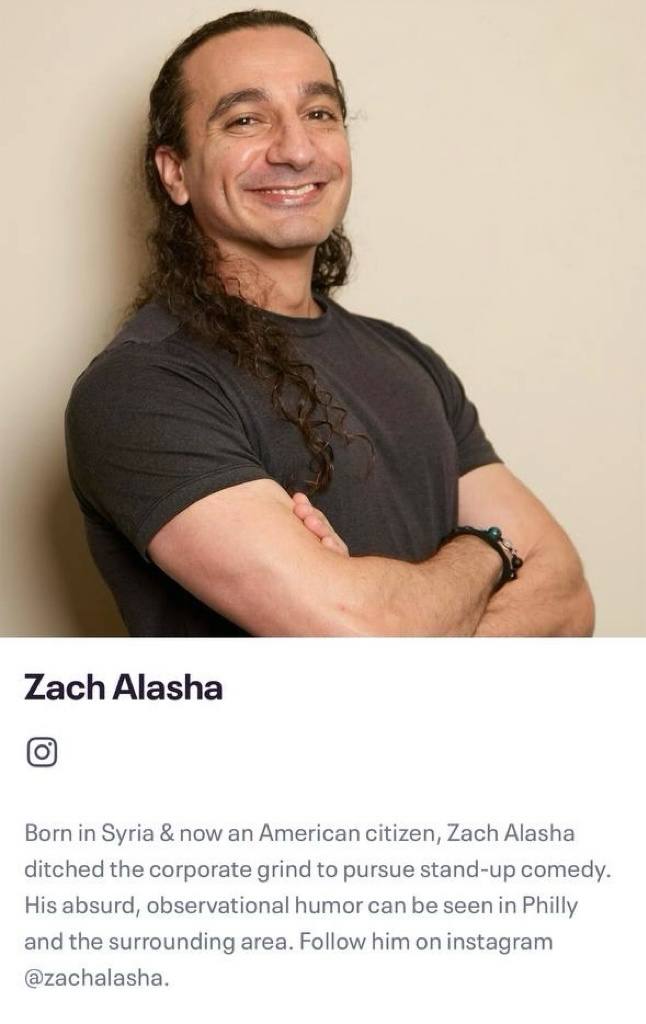 Zach Alasha
Born in Syria & now an American citizen, Zach Alasha
ditched the corporate grind to pursue stand-up comedy.
His absurd, observational humor can be seen in Philly
and the surrounding area. Follow him on instagram
@zachalasha.